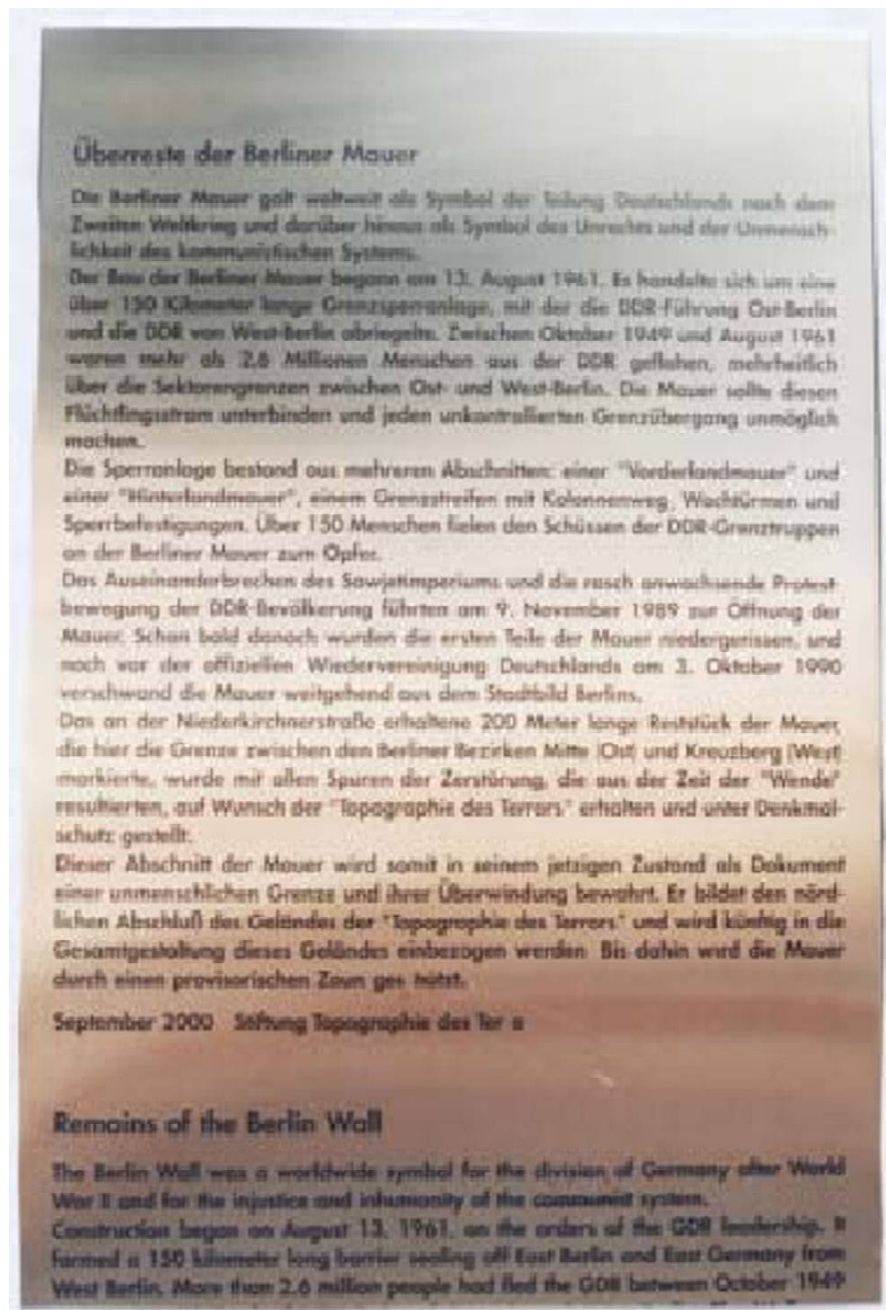 Überreste der Berliner Mauer
Die Berliner Mauer galt weltweit als Symbol der Teilung Deutschlands nach dem
Zweiten Weltkrieg und darüber hinaus als Symbol des Unrechts und der Unmensch-
lichkeit des kommunistischen Systems.
Der Bau der Berliner Mauer begann am 13. August 1961. Es handelte sich um eine
über 150 Kilometer lange Grenzsperranlage, mit der die DDR-Führung Ost-Berlin
und die DDR von West-Berlin abriegelte. Zwischen Oktober 1949 und August 1961
waren mehr als 2,6 Millionen Menschen aus der DDR geflohen, mehrheitlich
über die Sektorengrenzen zwischen Ost- und West-Berlin. Die Mauer sollte diesen
Flüchtlingsstrom unterbinden und jeden unkontrollierten Grenzübergang unmöglich
machen.
Die Sperranlage bestand aus mehreren Abschnitten: einer "Vorderlandmauer" und
einer "Hinterlandmauer", einem Grenzstreifen mit Kolonnenweg, Wachtürmen und
Sperrbefestigungen. Über 150 Menschen fielen den Schüssen der DDR-Grenztruppen
an der Berliner Mauer zum Opfer.
Das Auseinanderbrechen des Sowjetimperiums und die rasch anwachsende Protest-
bewegung der DDR-Bevölkerung führten am 9. November 1989 zur Öffnung der
Mauer. Schon bald danach wurden die ersten Teile der Mauer niedergerissen, und
noch vor der offiziellen Wiedervereinigung Deutschlands am 3. Oktober 1990
verschwand die Mauer weitgehend aus dem Stadtbild Berlins.
Das an der Niederkirchnerstraße erhaltene 200 Meter lange Reststück der Mauer,
die hier die Grenze zwischen den Berliner Bezirken Mitte (Ost) und Kreuzberg (West)
markierte, wurde mit allen Spuren der Zerstörung, die aus der Zeit der "Wende"
resultierten, auf Wunsch der "Topographie des Terrors" erhalten und unter Denkmal-
schutz gestellt.
Dieser Abschnitt der Mauer wird somit in seinem jetzigen Zustand als Dokument
einer unmenschlichen Grenze und ihrer Überwindung bewahrt. Er bildet den nörd-
lichen Abschluß des Geländes der "Topographie des Terrors" und wird künftig in die
Gesamtgestaltung dieses Geländes einbezogen werden. Bis dahin wird die Mauer
durch einen provisorischen Zaun ges hützt.
September 2000 Stiftung Topographie des Ter o
Remains of the Berlin Wall
The Berlin Wall was a worldwide symbol for the division of Germany after World
War II and for the injustice and inhumanity of the communist system.
Construction began on August 13, 1961, on the orders of the GDR leadership. It
formed a 150 kilometer long barrier sealing off East Berlin and East Germany from
West Berlin. More than 2.6 million people had fled the GDR between October 1949